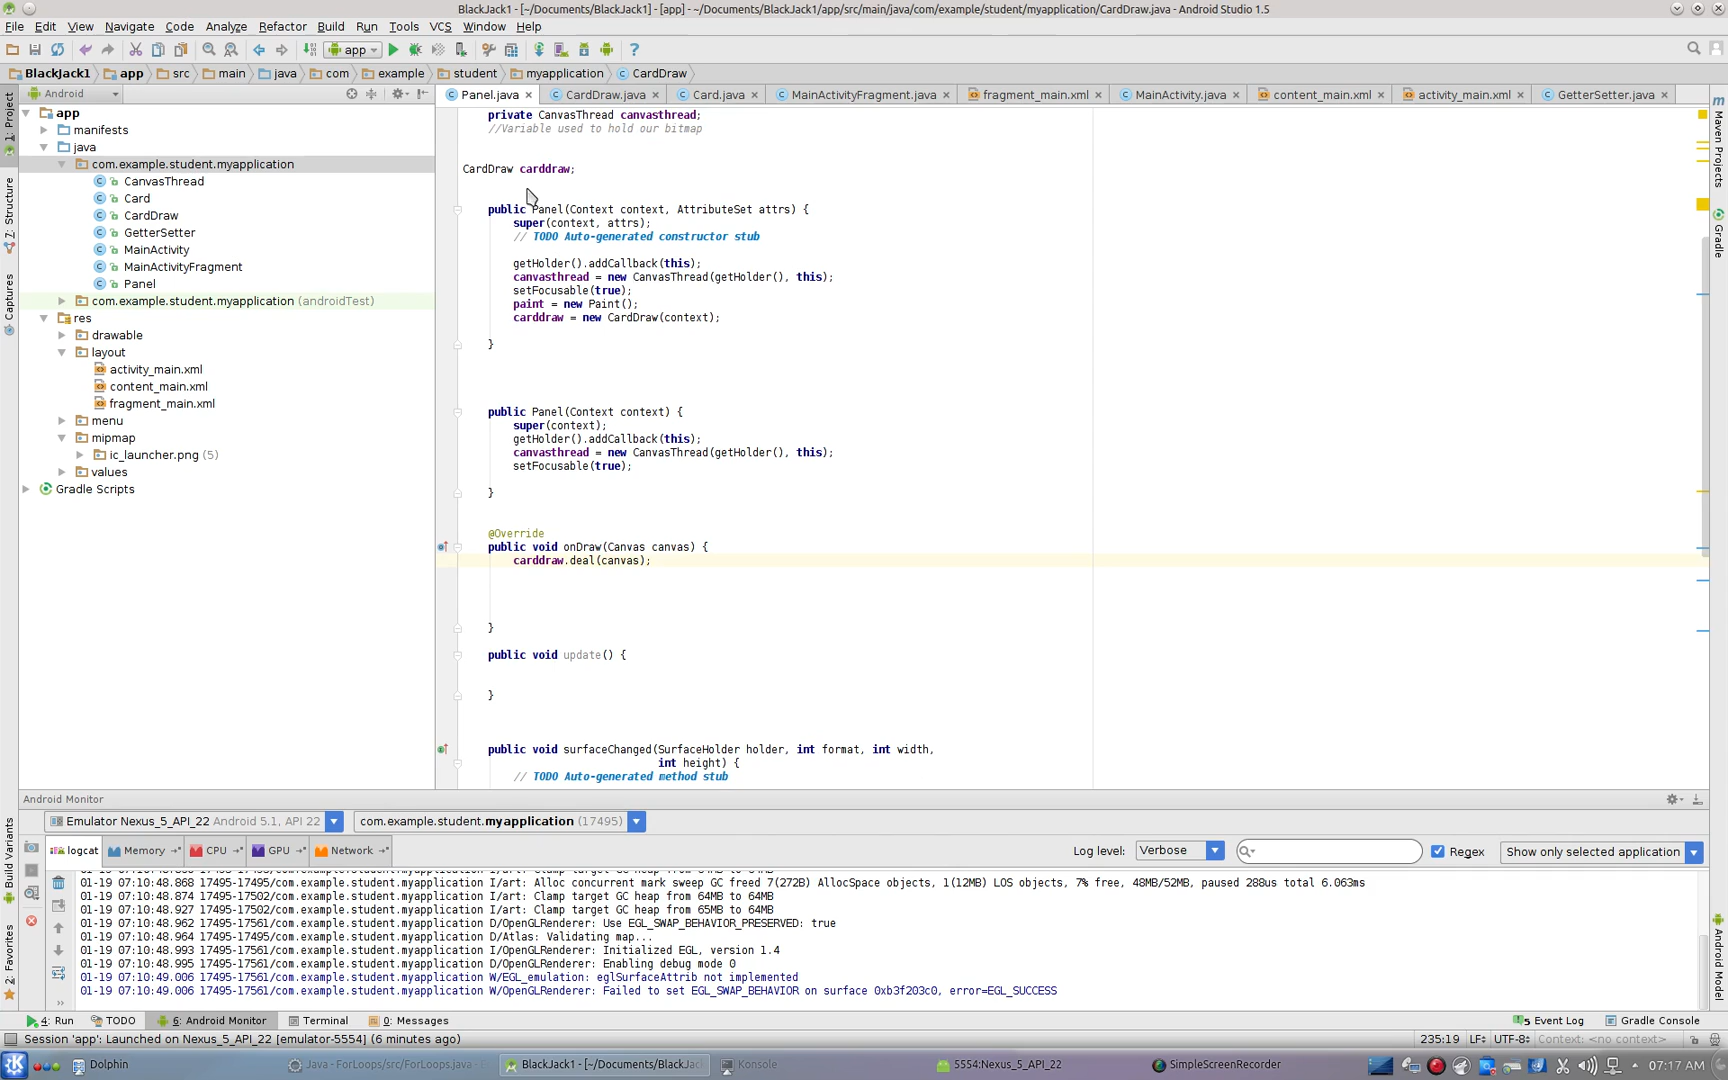 BlackJack1 - [~/Documents/BlackJack1] - [app] - ~/Documents/BlackJack1/app/src/main/java/com/example/student/myapplication/CardDraw.java - Android Studio 1.5
File Edit View Navigate Code Analyze Refactor Build Run Tools VCS Window Help
app
BlackJack1 app src main java com example student myapplication CardDraw
Android
Panel.java CardDraw.java Card.java MainActivityFragment.java fragment_main.xml MainActivity.java content_main.xml activity_main.xml GetterSetter.java
1: Project
7: Structure
Captures
Build Variants
2: Favorites
app
manifests
java
com.example.student.myapplication
CanvasThread
Card
CardDraw
GetterSetter
MainActivity
MainActivityFragment
Panel
com.example.student.myapplication (androidTest)
res
drawable
layout
activity_main.xml
content_main.xml
fragment_main.xml
menu
mipmap
ic_launcher.png (5)
values
Gradle Scripts
private CanvasThread canvasthread;
//Variable used to hold our bitmap
CardDraw carddraw;
public Panel(Context context, AttributeSet attrs) {
super(context, attrs);
// TODO Auto-generated constructor stub
getHolder().addCallback(this);
canvasthread = new CanvasThread(getHolder(), this);
setFocusable(true);
paint = new Paint();
carddraw = new CardDraw(context);
}
public Panel(Context context) {
super(context);
getHolder().addCallback(this);
canvasthread = new CanvasThread(getHolder(), this);
setFocusable(true);
}
@Override
public void onDraw(Canvas canvas) {
carddraw.deal(canvas);
}
public void update() {
}
public void surfaceChanged(SurfaceHolder holder, int format, int width,
int height) {
// TODO Auto-generated method stub
m
Maven Projects
Gradle
Android Model
Android Monitor
Emulator Nexus_5_API_22 Android 5.1, API 22
com.example.student.myapplication (17495)
logcat Memory CPU GPU Network
Log level: Verbose Regex Show only selected application
01-19 07:10:48.868 17495-17495/com.example.student.myapplication I/art: Alloc concurrent mark sweep GC freed 7(272B) AllocSpace objects, 1(12MB) LOS objects, 7% free, 48MB/52MB, paused 288us total 6.063ms
01-19 07:10:48.874 17495-17502/com.example.student.myapplication I/art: Clamp target GC heap from 64MB to 64MB
01-19 07:10:48.927 17495-17502/com.example.student.myapplication I/art: Clamp target GC heap from 65MB to 64MB
01-19 07:10:48.962 17495-17561/com.example.student.myapplication D/OpenGLRenderer: Use EGL_SWAP_BEHAVIOR_PRESERVED: true
01-19 07:10:48.964 17495-17495/com.example.student.myapplication D/Atlas: Validating map...
01-19 07:10:48.993 17495-17561/com.example.student.myapplication I/OpenGLRenderer: Initialized EGL, version 1.4
01-19 07:10:48.995 17495-17561/com.example.student.myapplication D/OpenGLRenderer: Enabling debug mode 0
01-19 07:10:49.006 17495-17561/com.example.student.myapplication W/EGL_emulation: eglSurfaceAttrib not implemented
01-19 07:10:49.006 17495-17561/com.example.student.myapplication W/OpenGLRenderer: Failed to set EGL_SWAP_BEHAVIOR on surface 0xb3f203c0, error=EGL_SUCCESS
4: Run TODO 6: Android Monitor Terminal 0: Messages
5 Event Log Gradle Console
Session 'app': Launched on Nexus_5_API_22 [emulator-5554] (6 minutes ago)
235:19 LF UTF-8 Context: <no context>
Dolphin
Java - ForLoops/src/ForLoops.java -
BlackJack1 - [~/Documents/BlackJac
Konsole
5554:Nexus_5_API_22
SimpleScreenRecorder
07:17 AM